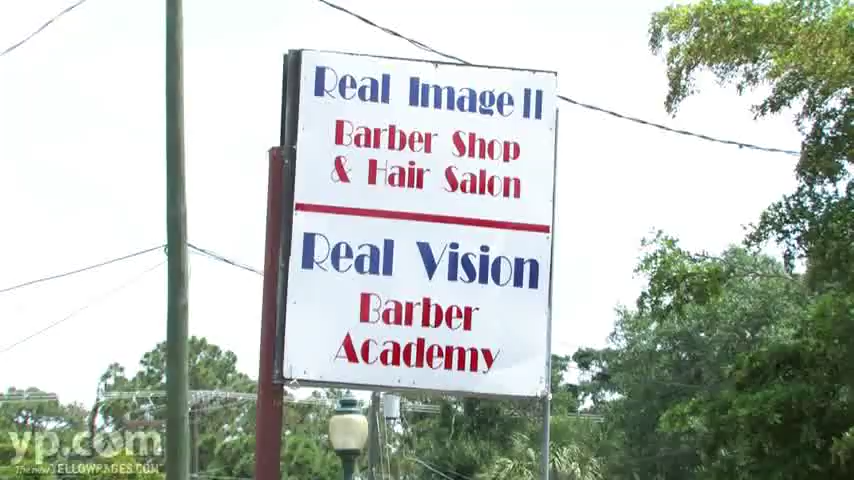 Real Image II
Barber Shop
& Hair Salon
Real Vision
Barber
Academy
yp.com
The new YELLOWPAGES.COM